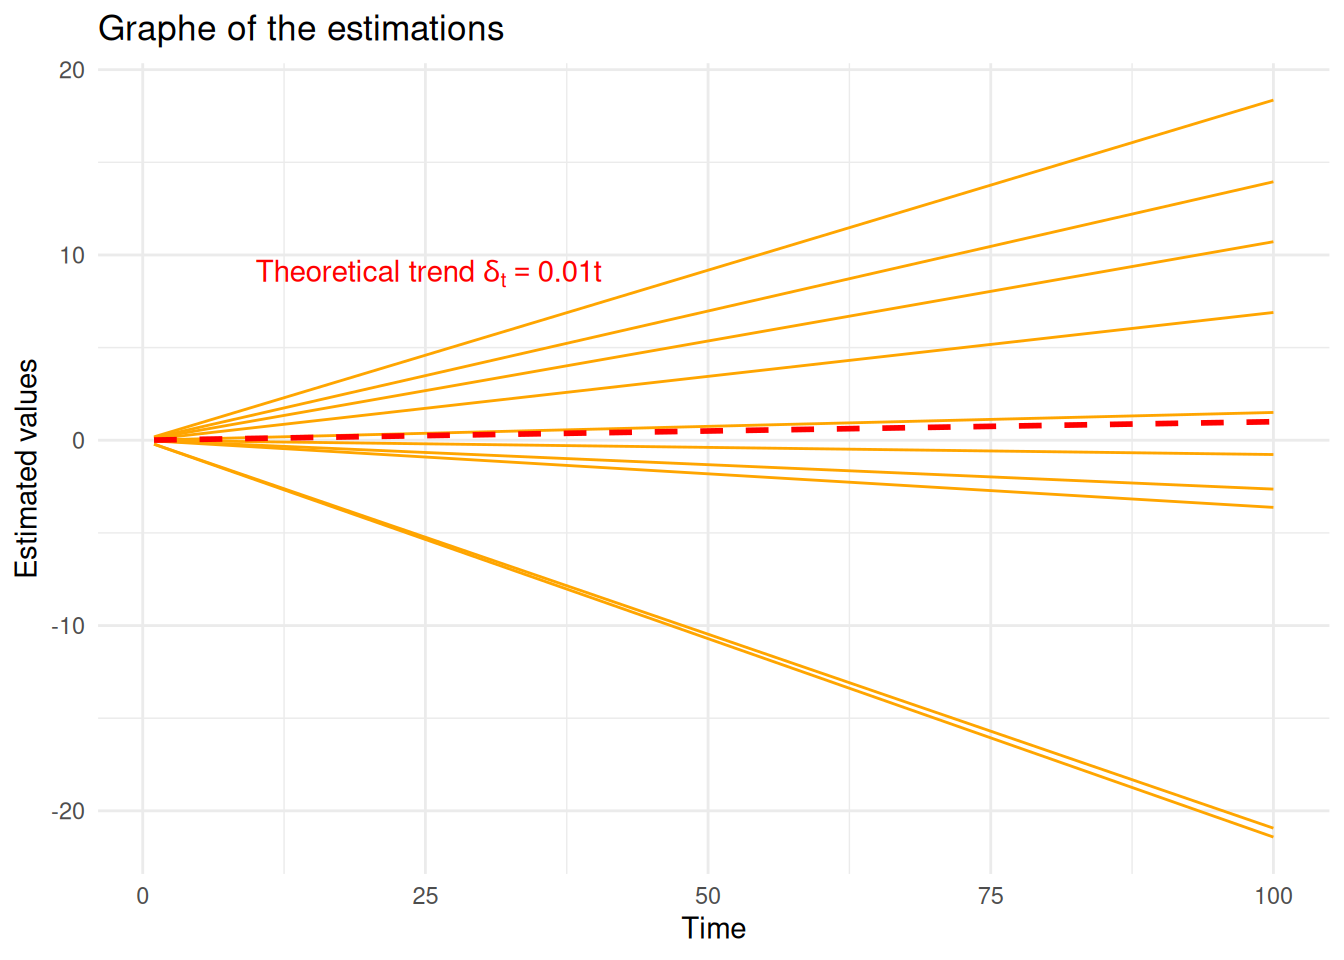 Graphe of the estimations
20
10
0
-10
-20
Estimated values
Theoretical trend δₜ = 0.01t
0 25 50 75 100
Time